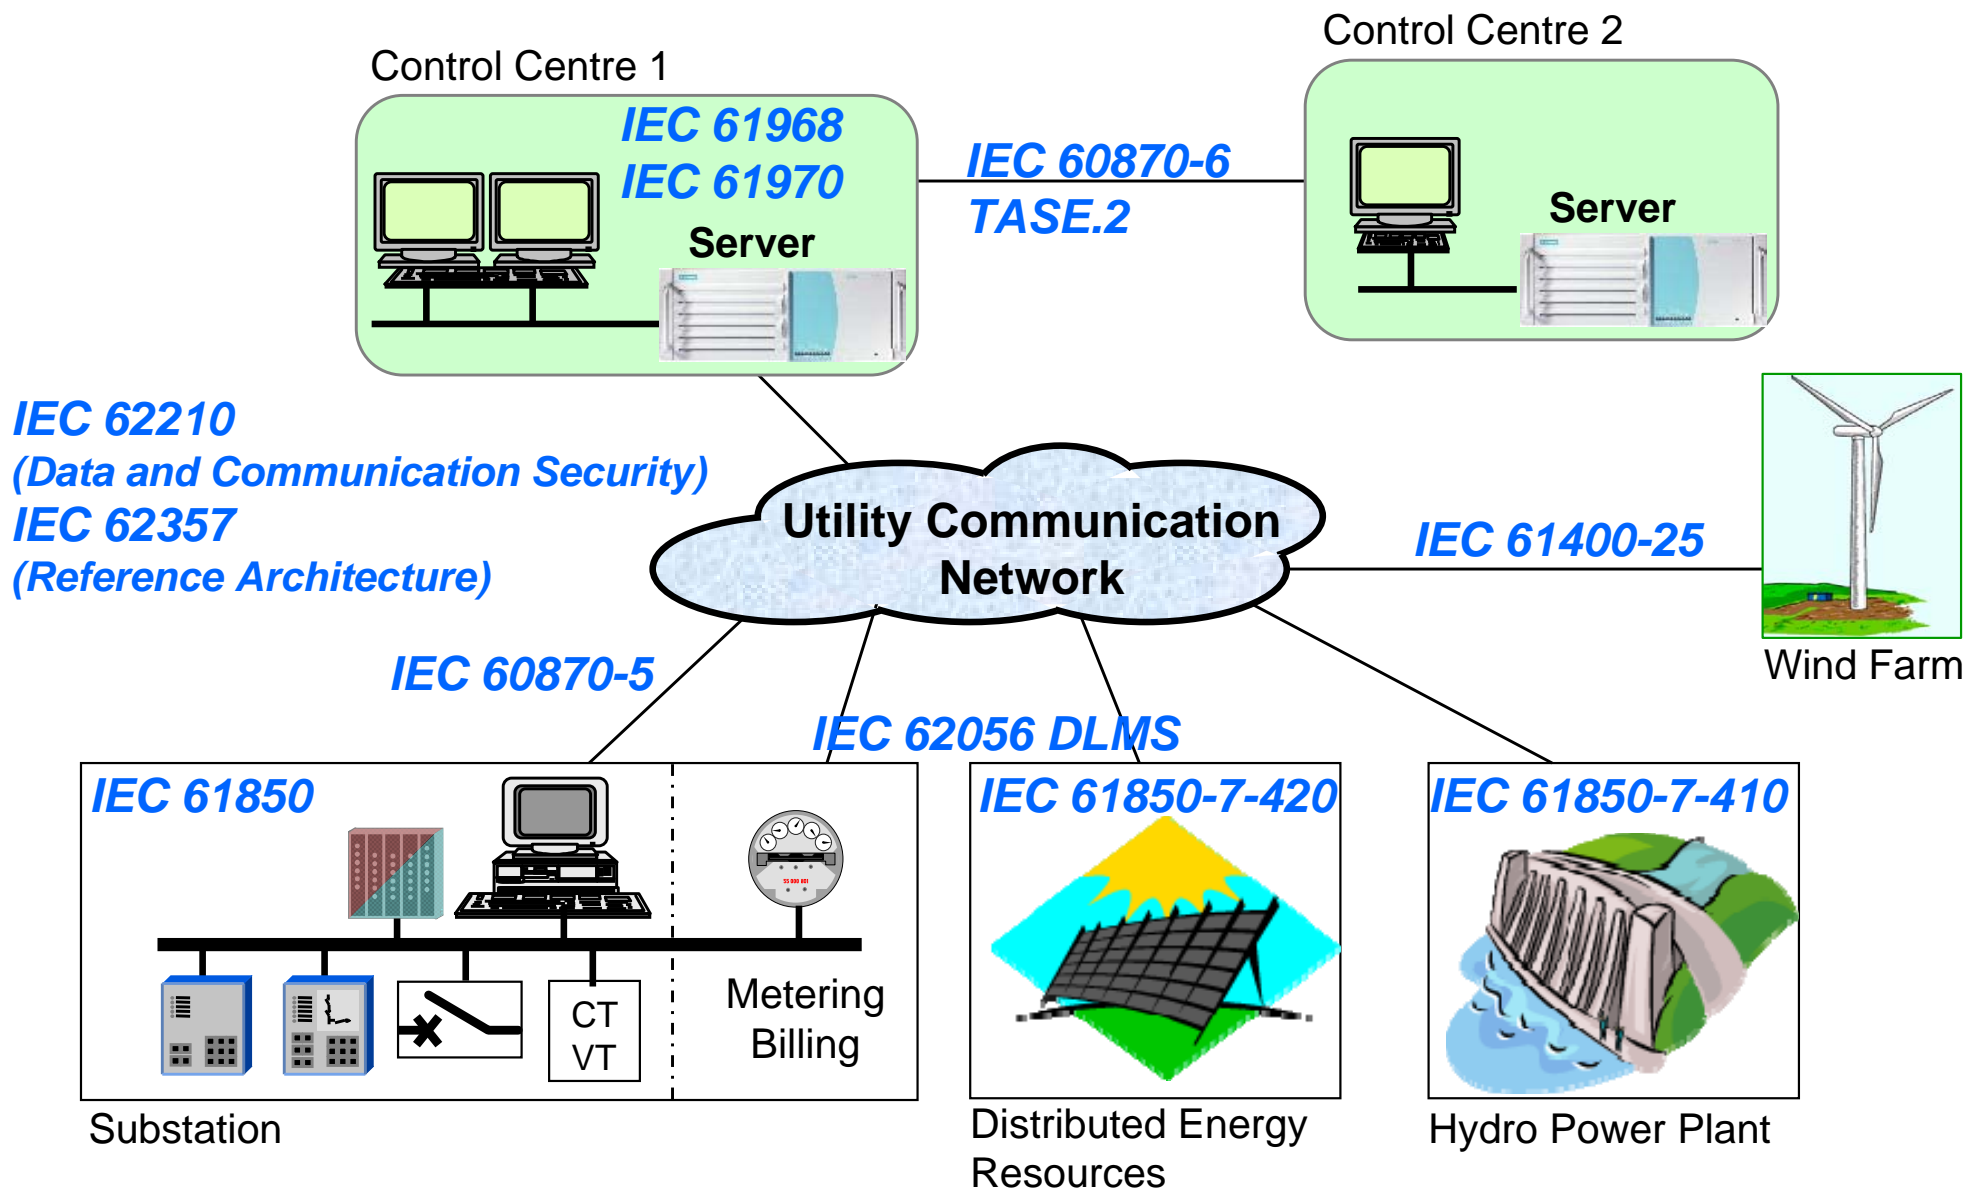 Control Centre 1
Control Centre 2
IEC 61968
IEC 61970
Server
IEC 60870-6
TASE.2
Server
IEC 62210
(Data and Communication Security)
IEC 62357
(Reference Architecture)
Utility Communication
Network
IEC 61400-25
Wind Farm
IEC 60870-5
IEC 62056 DLMS
IEC 61850
IEC 61850-7-420
IEC 61850-7-410
CT
VT
Metering
Billing
Substation
Distributed Energy
Resources
Hydro Power Plant